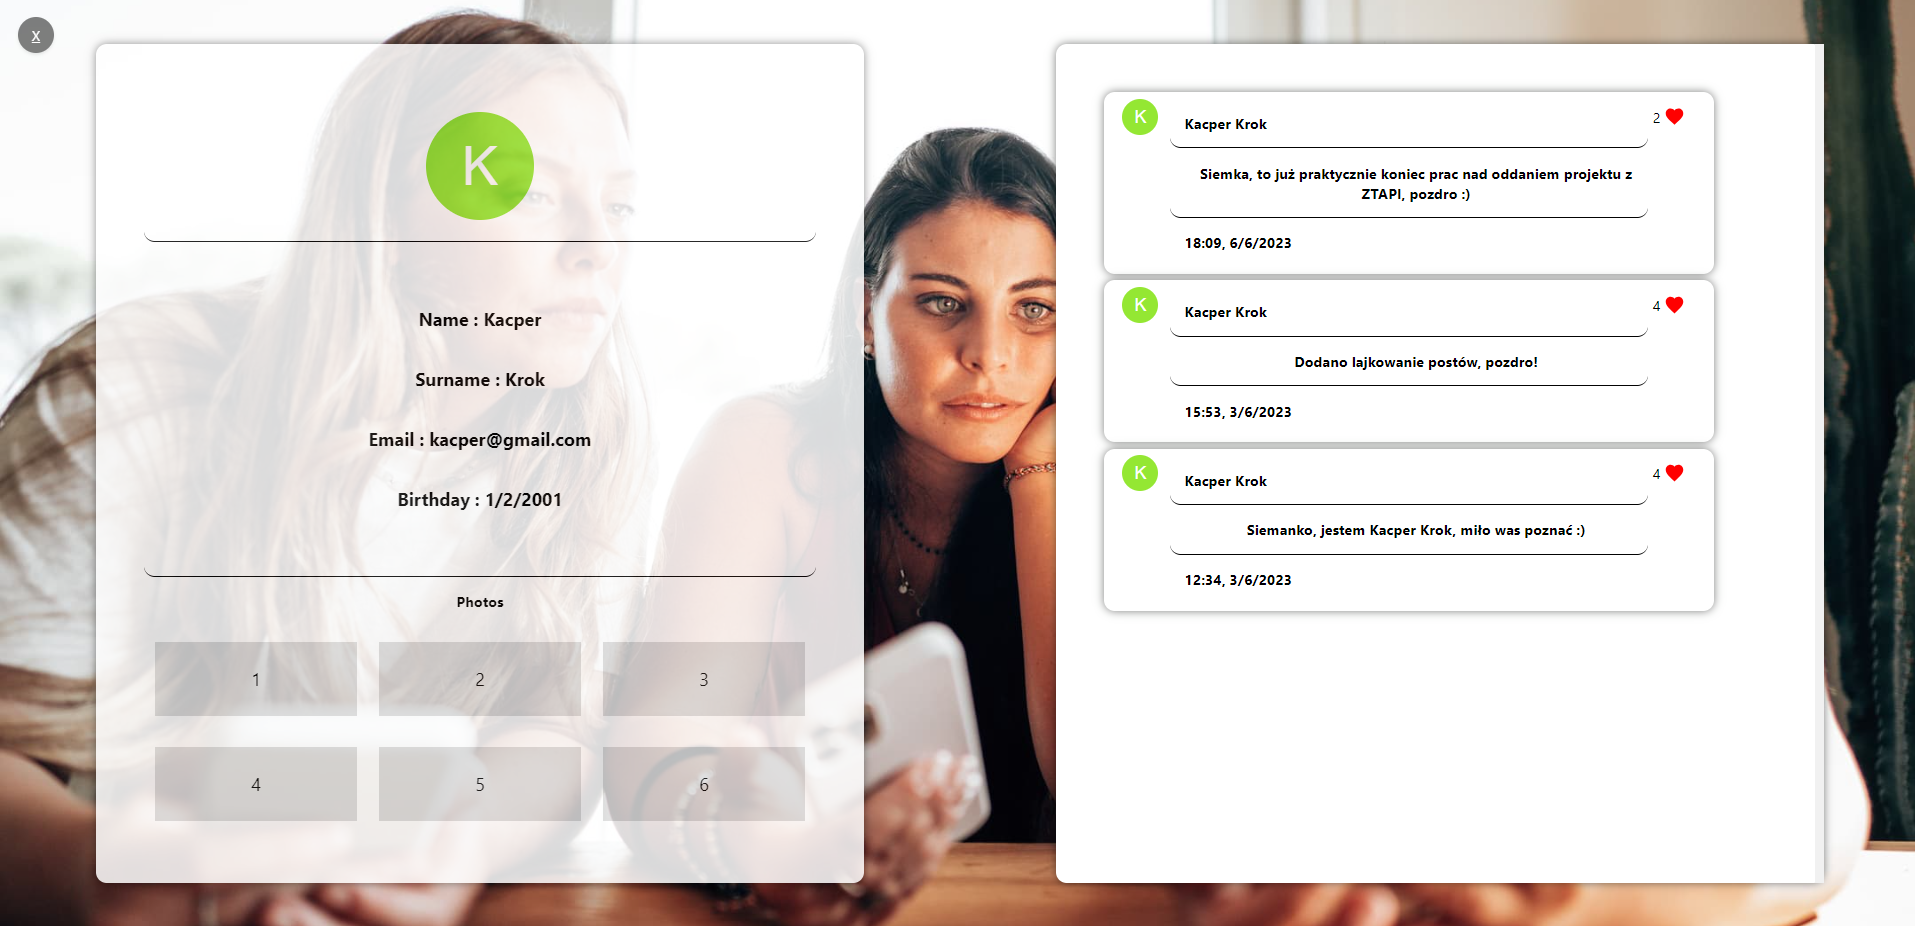 X
K
Name : Kacper
Surname : Krok
Email : kacper@gmail.com
Birthday : 1/2/2001
Photos
1 2 3
4 5 6
K Kacper Krok 2
Siemka, to już praktycznie koniec prac nad oddaniem projektu z
ZTAPI, pozdro :)
18:09, 6/6/2023
K Kacper Krok 4
Dodano lajkowanie postów, pozdro!
15:53, 3/6/2023
K Kacper Krok 4
Siemanko, jestem Kacper Krok, miło was poznać :)
12:34, 3/6/2023